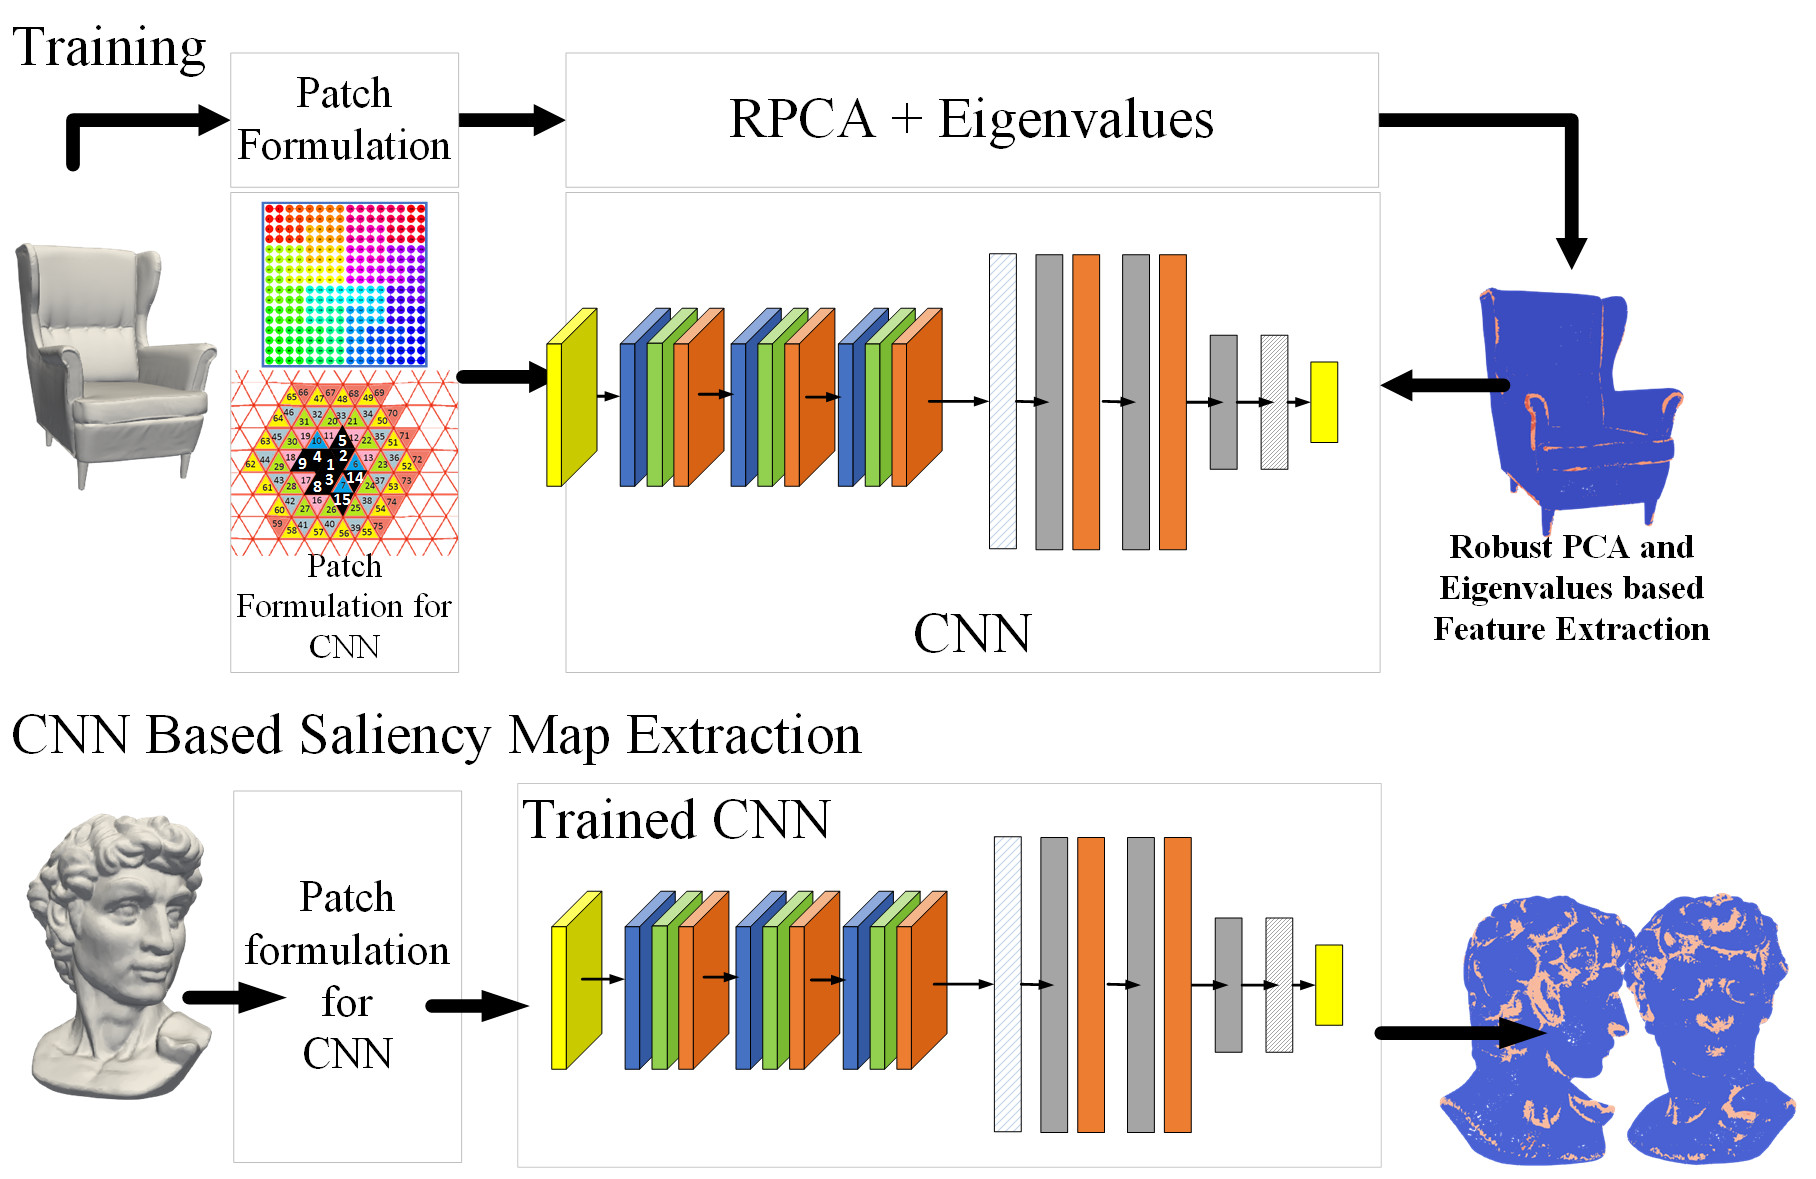 Training
Patch
Formulation
RPCA + Eigenvalues
65 66 47 67 48 68 49 69
64 46 31 32 20 33 21 34 50 70
63 45 30 19 10 11 5 12 22 35 51 71
62 44 29 18 9 4 1 2 6 13 23 36 52 72
61 43 28 17 8 3 7 14 24 37 53 73
60 42 27 16 26 15 25 38 54 74
59 58 41 57 40 56 39 55 75
Patch
Formulation for
CNN
CNN
Robust PCA and
Eigenvalues based
Feature Extraction
CNN Based Saliency Map Extraction
Patch
formulation
for
CNN
Trained CNN